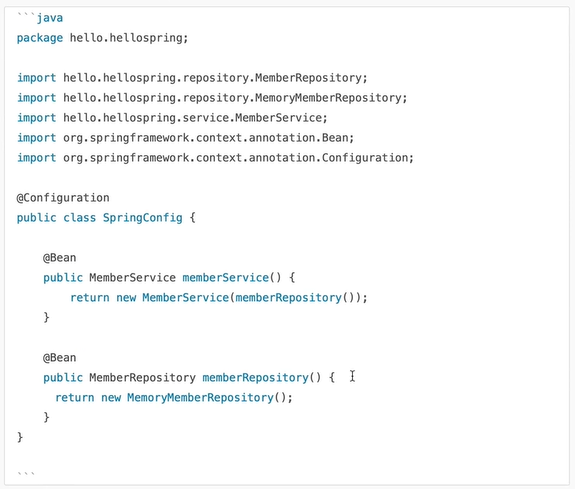 ```java
package hello.hellospring;
import hello.hellospring.repository.MemberRepository;
import hello.hellospring.repository.MemoryMemberRepository;
import hello.hellospring.service.MemberService;
import org.springframework.context.annotation.Bean;
import org.springframework.context.annotation.Configuration;
@Configuration
public class SpringConfig {
    @Bean
    public MemberService memberService() {
        return new MemberService(memberRepository());
    }
    @Bean
    public MemberRepository memberRepository() {
      return new MemoryMemberRepository();
    }
}
```